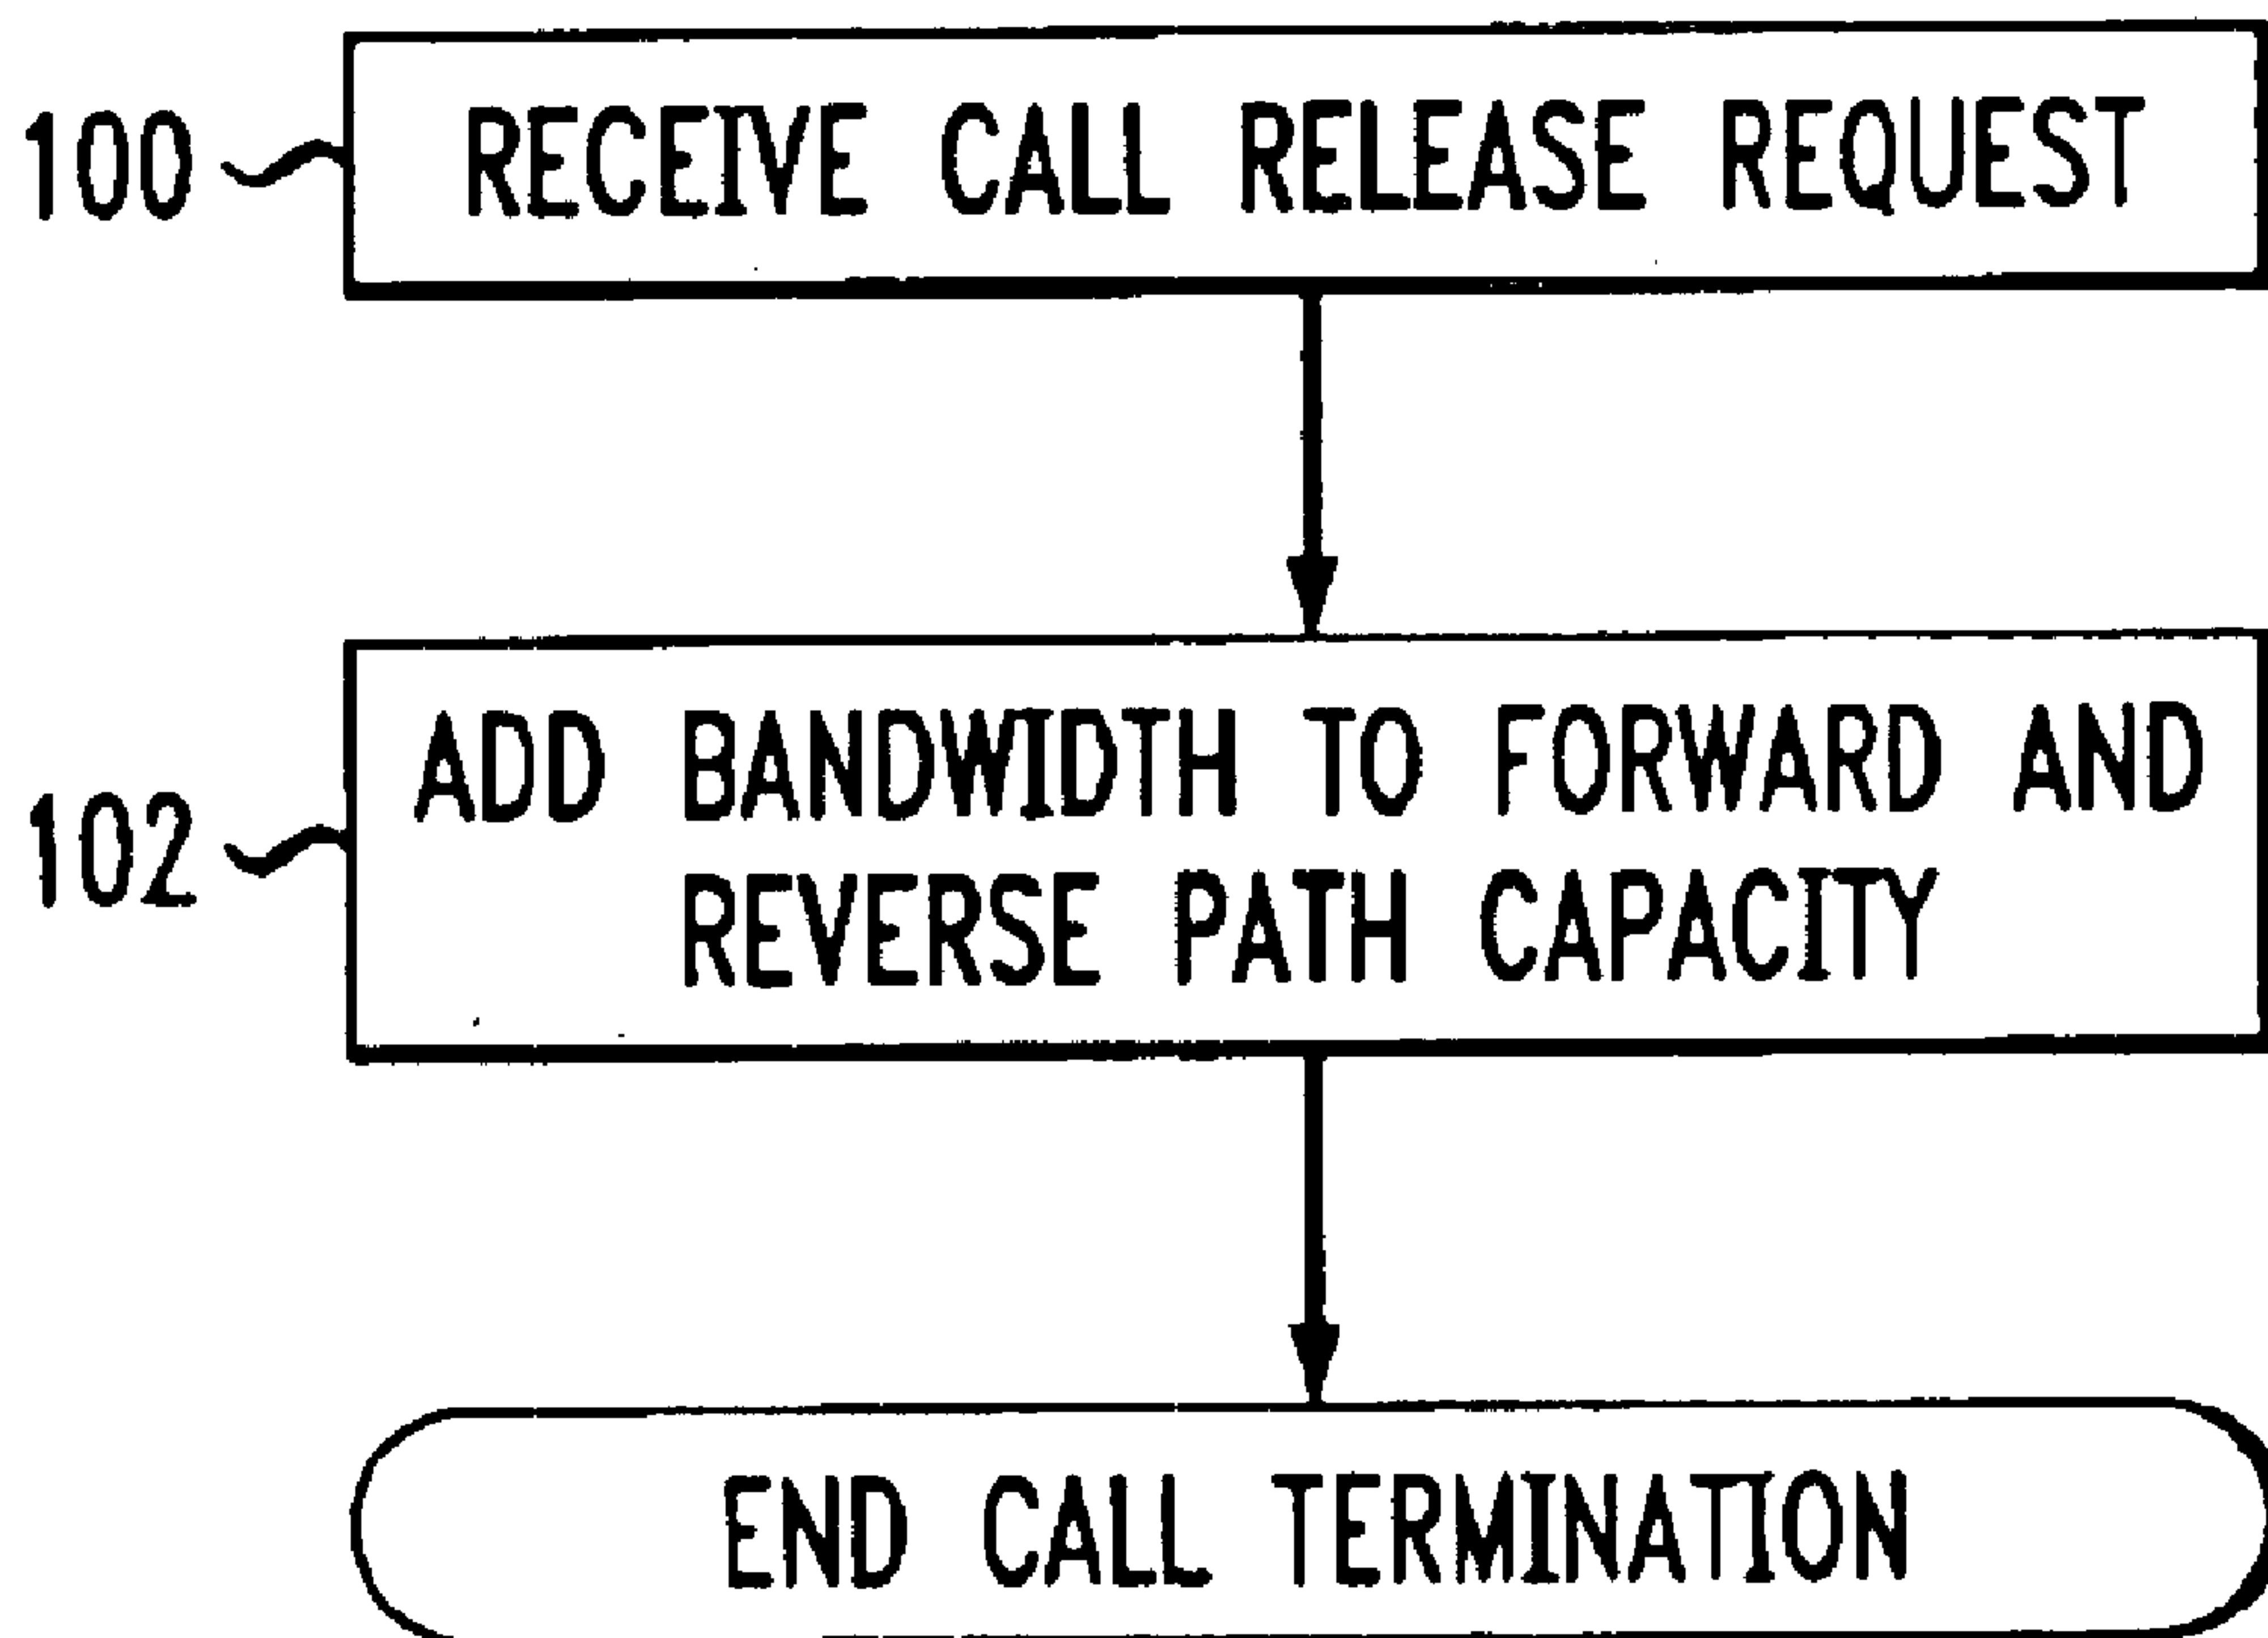 100
RECEIVE CALL RELEASE REQUEST
102
ADD BANDWIDTH TO FORWARD AND
REVERSE PATH CAPACITY
END CALL TERMINATION